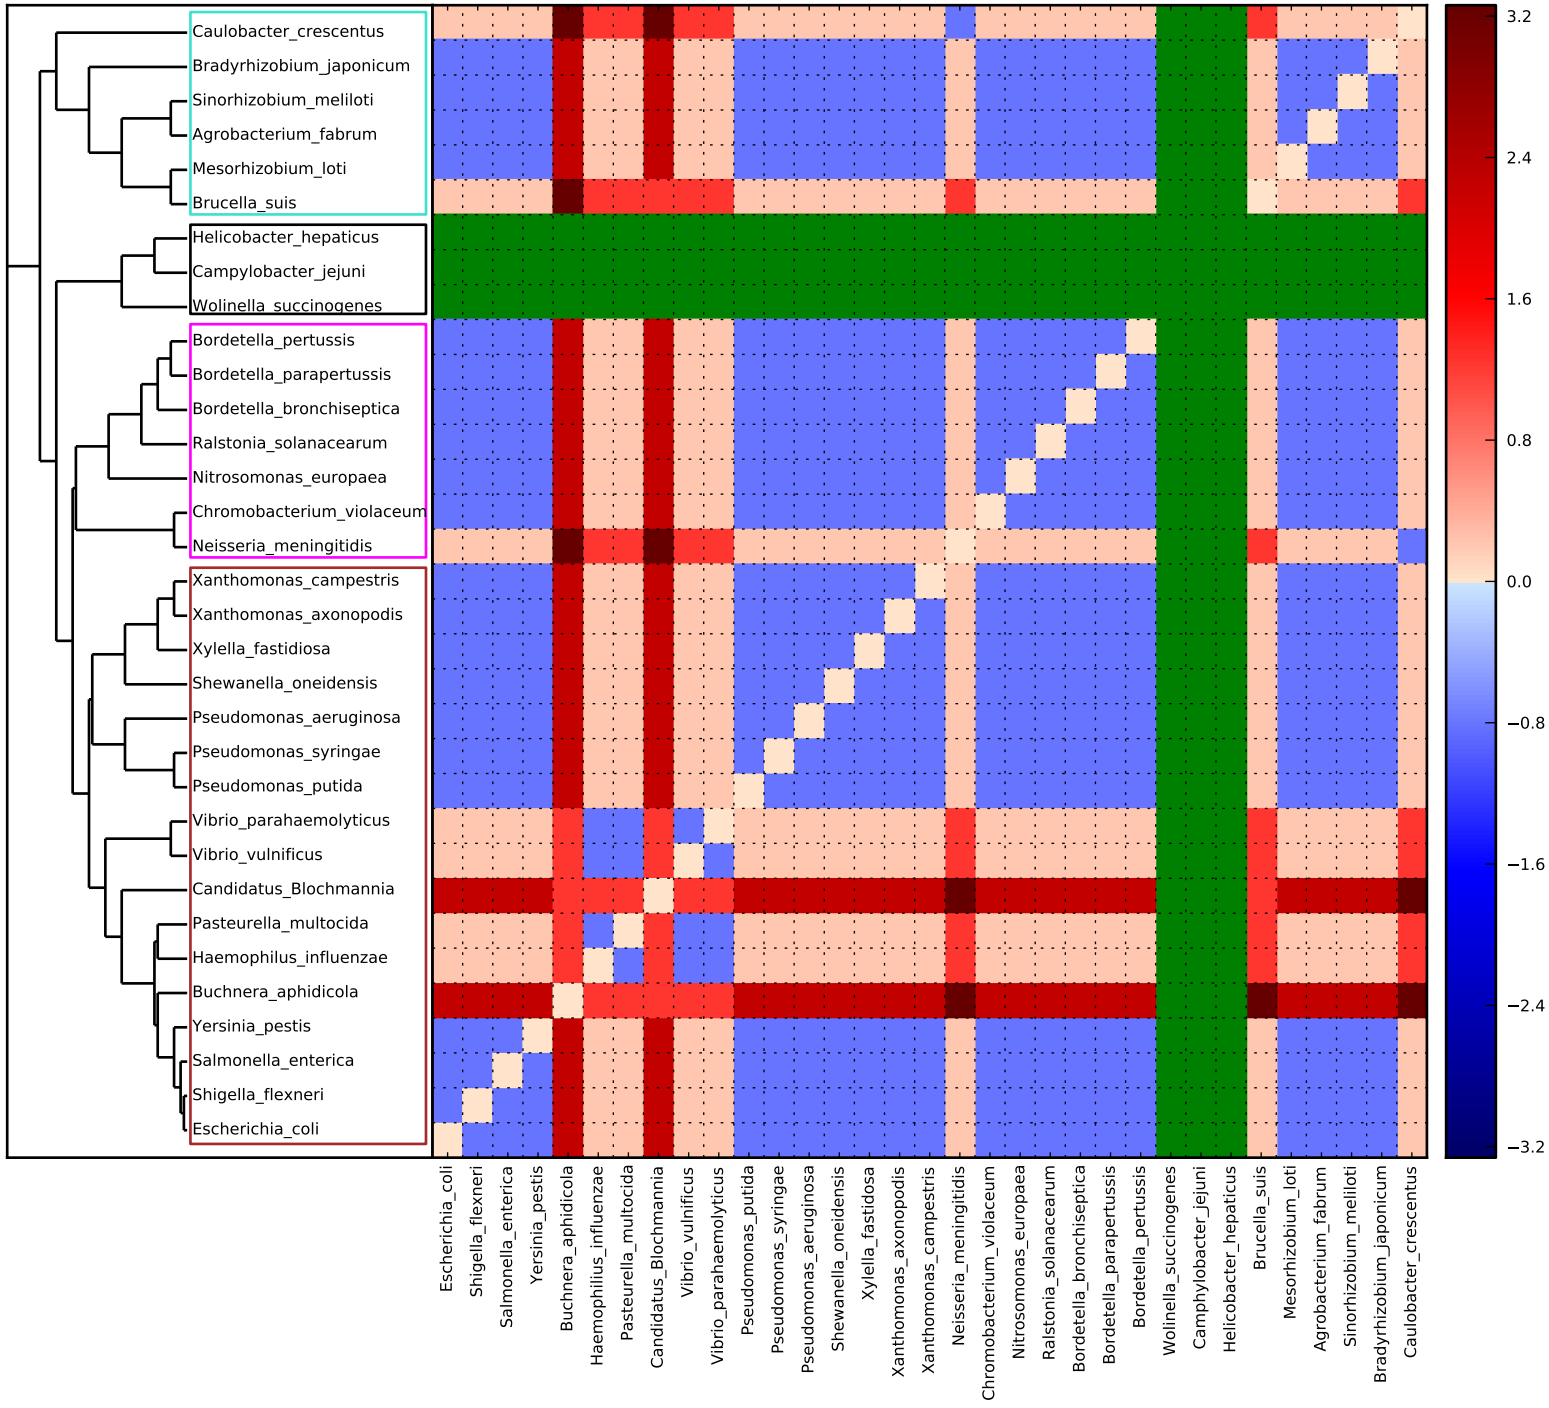 Caulobacter_crescentus
Bradyrhizobium_japonicum
Sinorhizobium_meliloti
Agrobacterium_fabrum
Mesorhizobium_loti
Brucella_suis
Helicobacter_hepaticus
Campylobacter_jejuni
Wolinella_succinogenes
Bordetella_pertussis
Bordetella_parapertussis
Bordetella_bronchiseptica
Ralstonia_solanacearum
Nitrosomonas_europaea
Chromobacterium_violaceum
Neisseria_meningitidis
Xanthomonas_campestris
Xanthomonas_axonopodis
Xylella_fastidiosa
Shewanella_oneidensis
Pseudomonas_aeruginosa
Pseudomonas_syringae
Pseudomonas_putida
Vibrio_parahaemolyticus
Vibrio_vulnificus
Candidatus_Blochmannia
Pasteurella_multocida
Haemophilus_influenzae
Buchnera_aphidicola
Yersinia_pestis
Salmonella_enterica
Shigella_flexneri
Escherichia_coli
3.2
2.4
1.6
0.8
0.0
−0.8
−1.6
−2.4
−3.2
Escherichia_coli
Shigella_flexneri
Salmonella_enterica
Yersinia_pestis
Buchnera_aphidicola
Haemophilius_influenzae
Pasteurella_multocida
Candidatus_Blochmannia
Vibrio_vulnificus
Vibrio_parahaemolyticus
Pseudomonas_putida
Pseudomonas_syringae
Pseudomonas_aeruginosa
Shewanella_oneidensis
Xylella_fastidosa
Xanthomonas_axonopodis
Xanthomonas_campestris
Neisseria_meningitidis
Chromobacterium_violaceum
Nitrosomonas_europaea
Ralstonia_solanacearum
Bordetella_bronchiseptica
Bordetella_parapertussis
Bordetella_pertussis
Wolinella_succinogenes
Camphylobacter_jejuni
Helicobacter_hepaticus
Brucella_suis
Mesorhizobium_loti
Agrobacterium_fabrum
Sinorhizobium_meliloti
Bradyrhizobium_japonicum
Caulobacter_crescentus